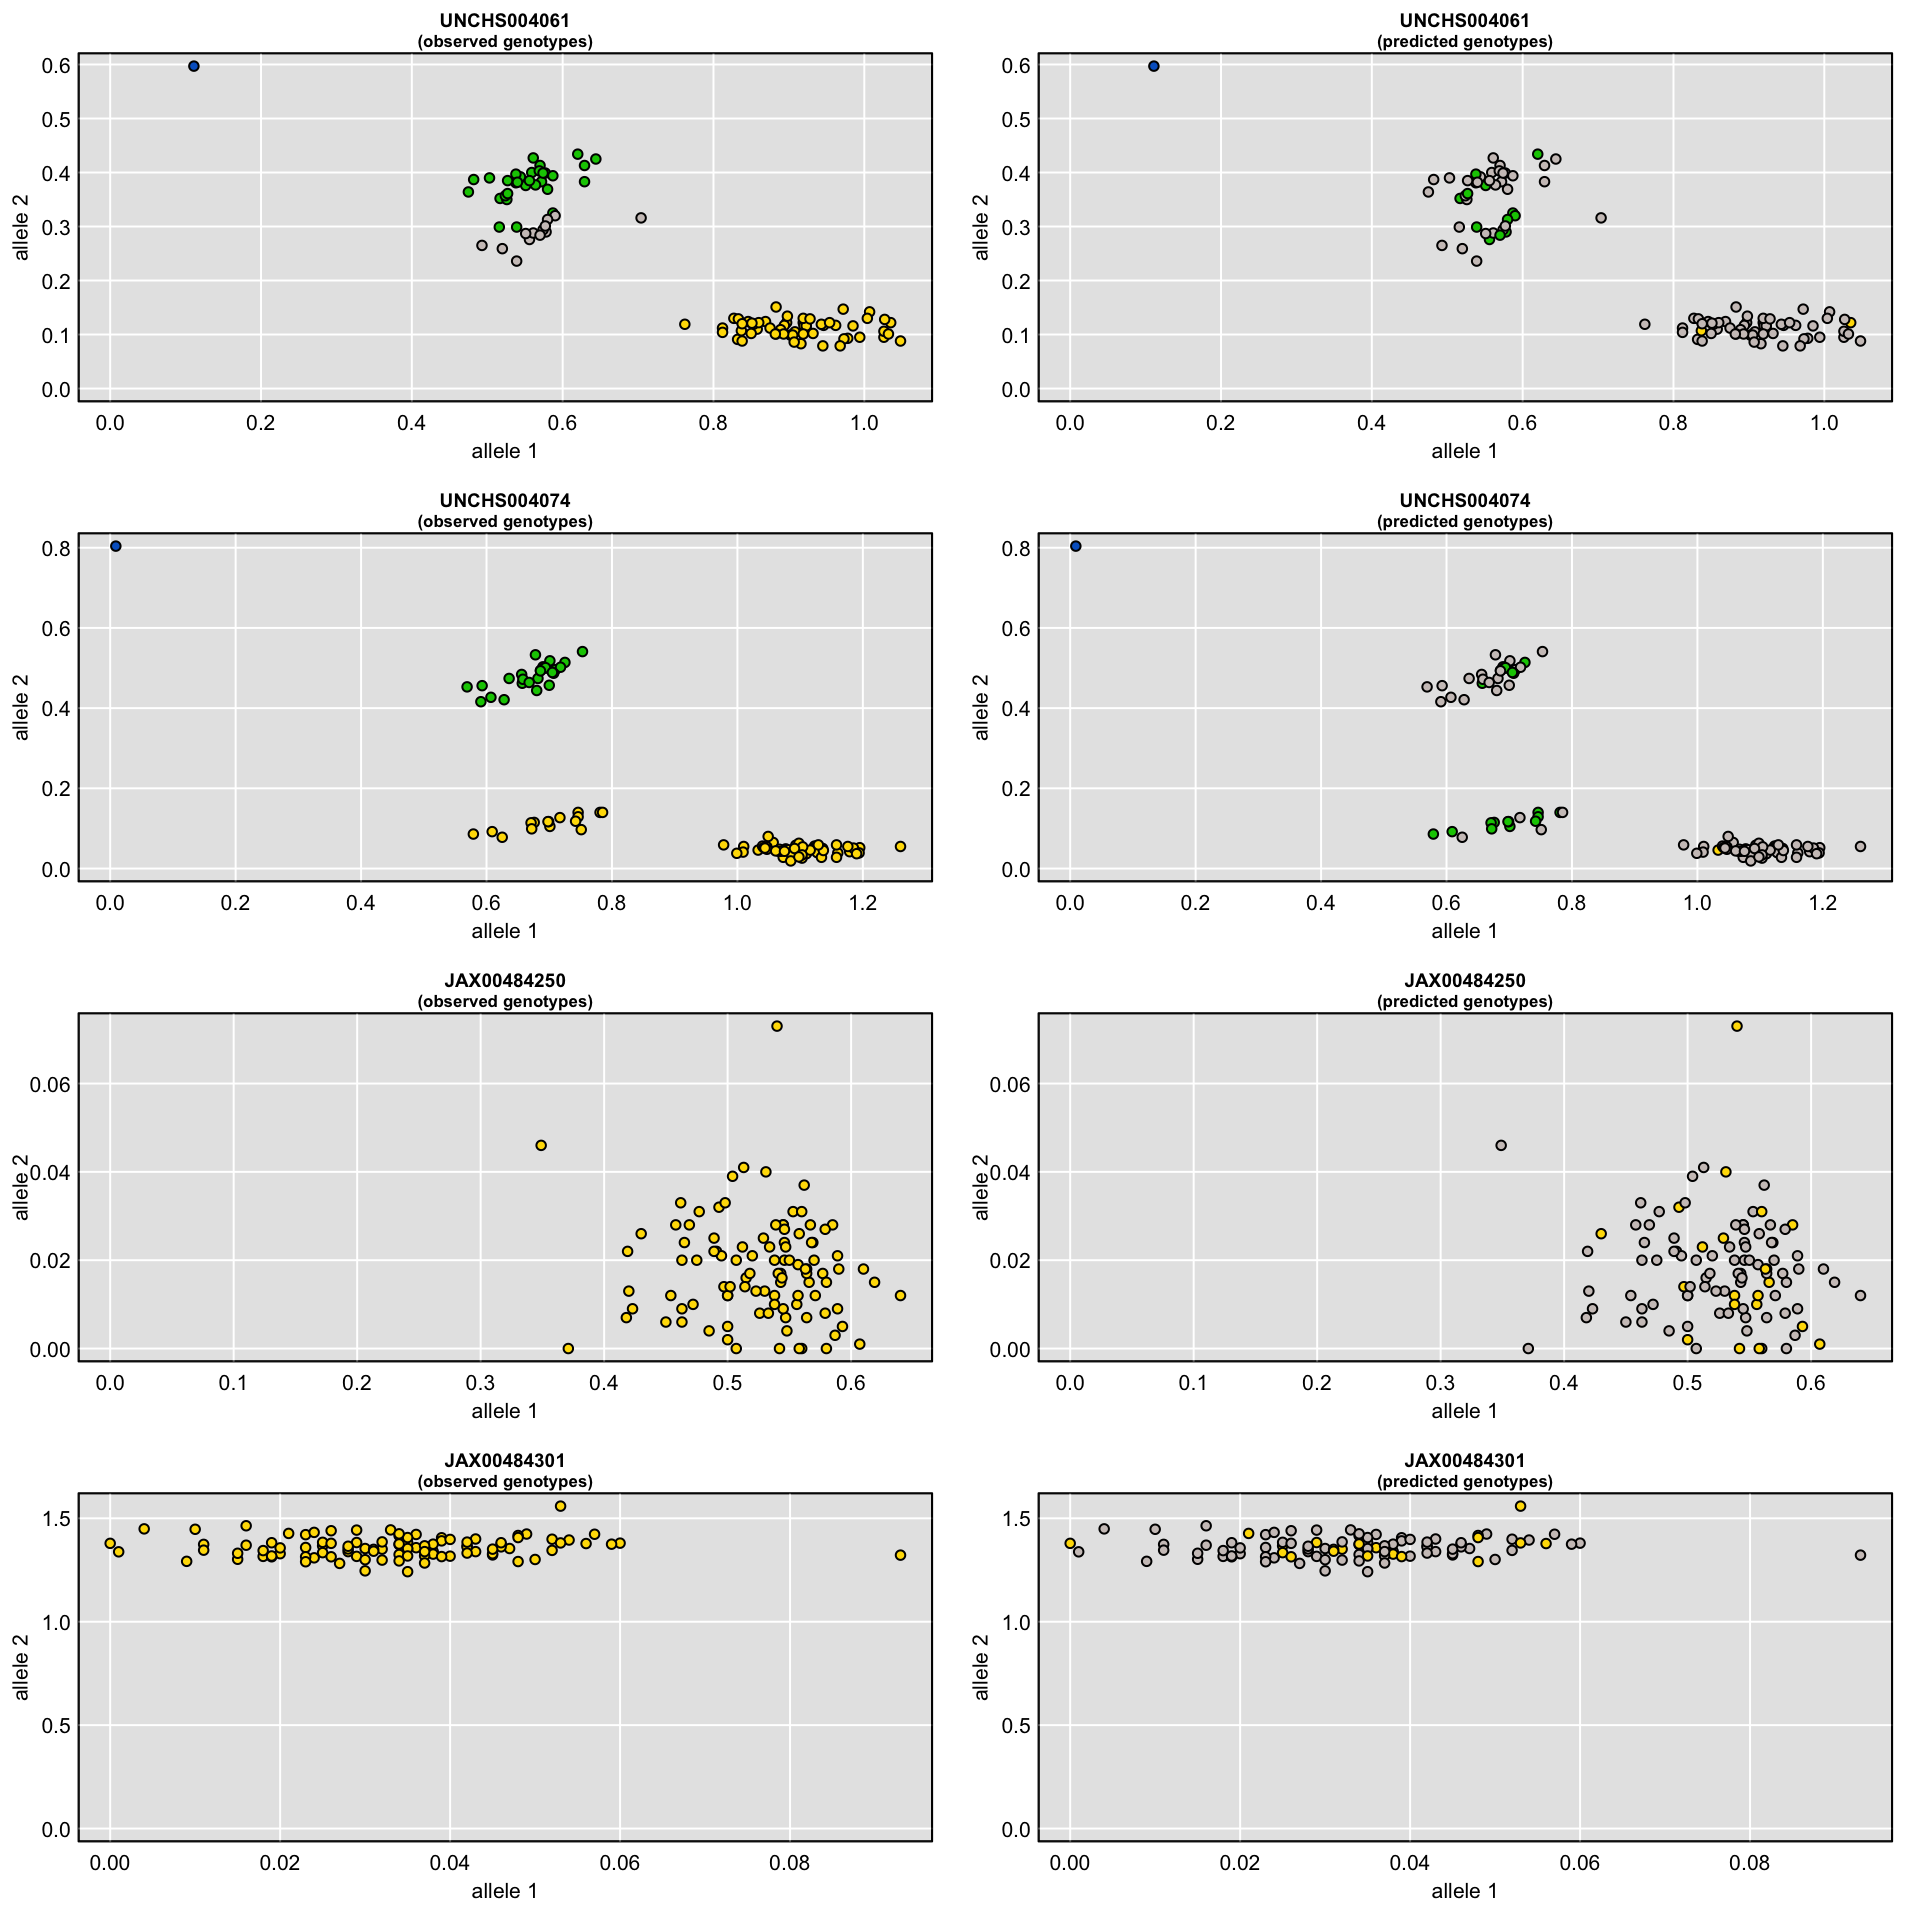 UNCHS004061
(observed genotypes)
0.6
0.5
0.4
0.3
0.2
0.1
0.0
allele 2
0.0 0.2 0.4 0.6 0.8 1.0
allele 1
UNCHS004061
(predicted genotypes)
0.6
0.5
0.4
0.3
0.2
0.1
0.0
allele 2
0.0 0.2 0.4 0.6 0.8 1.0
allele 1
UNCHS004074
(observed genotypes)
0.8
0.6
0.4
0.2
0.0
allele 2
0.0 0.2 0.4 0.6 0.8 1.0 1.2
allele 1
UNCHS004074
(predicted genotypes)
0.8
0.6
0.4
0.2
0.0
allele 2
0.0 0.2 0.4 0.6 0.8 1.0 1.2
allele 1
JAX00484250
(observed genotypes)
0.06
0.04
0.02
0.00
allele 2
0.0 0.1 0.2 0.3 0.4 0.5 0.6
allele 1
JAX00484250
(predicted genotypes)
0.06
0.04
0.02
0.00
allele 2
0.0 0.1 0.2 0.3 0.4 0.5 0.6
allele 1
JAX00484301
(observed genotypes)
1.5
1.0
0.5
0.0
allele 2
0.00 0.02 0.04 0.06 0.08
allele 1
JAX00484301
(predicted genotypes)
1.5
1.0
0.5
0.0
allele 2
0.00 0.02 0.04 0.06 0.08
allele 1